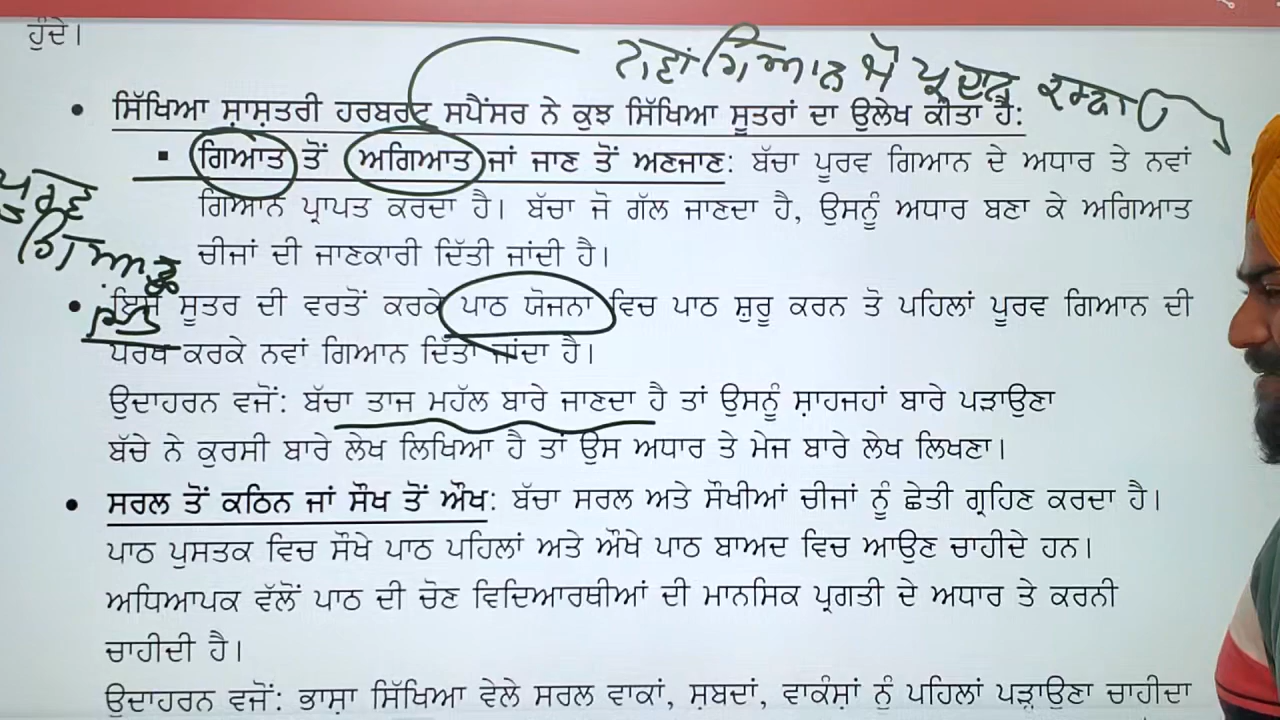 ਹੁੰਦੇ।
ਨਵਾਂ ਗਿਆਨ ਜੋ ਪ੍ਰਦਾਨ ਕਰਨਾ
• ਸਿੱਖਿਆ ਸ਼ਾਸ਼ਤਰੀ ਹਰਬਰਟ ਸਪੈਂਸਰ ਨੇ ਕੁਝ ਸਿੱਖਿਆ ਸੂਤਰਾਂ ਦਾ ਉਲੇਖ ਕੀਤਾ ਹੈ:
▪ ਗਿਆਤ ਤੋਂ ਅਗਿਆਤ ਜਾਂ ਜਾਣ ਤੋਂ ਅਣਜਾਣ: ਬੱਚਾ ਪੂਰਵ ਗਿਆਨ ਦੇ ਅਧਾਰ ਤੇ ਨਵਾਂ
ਗਿਆਨ ਪ੍ਰਾਪਤ ਕਰਦਾ ਹੈ। ਬੱਚਾ ਜੋ ਗੱਲ ਜਾਣਦਾ ਹੈ, ਉਸਨੂੰ ਅਧਾਰ ਬਣਾ ਕੇ ਅਗਿਆਤ
ਚੀਜਾਂ ਦੀ ਜਾਣਕਾਰੀ ਦਿੱਤੀ ਜਾਂਦੀ ਹੈ।
ਪੂਰਵ
ਗਿਆਨ
• ਇਸ ਸੂਤਰ ਦੀ ਵਰਤੋਂ ਕਰਕੇ ਪਾਠ ਯੋਜਨਾ ਵਿਚ ਪਾਠ ਸ਼ੁਰੂ ਕਰਨ ਤੋ ਪਹਿਲਾਂ ਪੂਰਵ ਗਿਆਨ ਦੀ
ਪਰਖ ਕਰਕੇ ਨਵਾਂ ਗਿਆਨ ਦਿੱਤਾ ਜਾਂਦਾ ਹੈ।
ਉਦਾਹਰਨ ਵਜੋਂ: ਬੱਚਾ ਤਾਜ ਮਹੱਲ ਬਾਰੇ ਜਾਣਦਾ ਹੈ ਤਾਂ ਉਸਨੂੰ ਸ਼ਾਹਜਹਾਂ ਬਾਰੇ ਪੜਾਉਣਾ
ਬੱਚੇ ਨੇ ਕੁਰਸੀ ਬਾਰੇ ਲੇਖ ਲਿਖਿਆ ਹੈ ਤਾਂ ਉਸ ਅਧਾਰ ਤੇ ਮੇਜ ਬਾਰੇ ਲੇਖ ਲਿਖਣਾ।
• ਸਰਲ ਤੋਂ ਕਠਿਨ ਜਾਂ ਸੌਖ ਤੋਂ ਔਖ: ਬੱਚਾ ਸਰਲ ਅਤੇ ਸੌਖੀਆਂ ਚੀਜਾਂ ਨੂੰ ਛੇਤੀ ਗ੍ਰਹਿਣ ਕਰਦਾ ਹੈ।
ਪਾਠ ਪੁਸਤਕ ਵਿਚ ਸੌਖੇ ਪਾਠ ਪਹਿਲਾਂ ਅਤੇ ਔਖੇ ਪਾਠ ਬਾਅਦ ਵਿਚ ਆਉਣ ਚਾਹੀਦੇ ਹਨ।
ਅਧਿਆਪਕ ਵੱਲੋਂ ਪਾਠ ਦੀ ਚੋਣ ਵਿਦਿਆਰਥੀਆਂ ਦੀ ਮਾਨਸਿਕ ਪ੍ਰਗਤੀ ਦੇ ਅਧਾਰ ਤੇ ਕਰਨੀ
ਚਾਹੀਦੀ ਹੈ।
ਉਦਾਹਰਨ ਵਜੋਂ: ਭਾਸ਼ਾ ਸਿੱਖਿਆ ਵੇਲੇ ਸਰਲ ਵਾਕਾਂ, ਸ਼ਬਦਾਂ, ਵਾਕੰਸ਼ਾਂ ਨੂੰ ਪਹਿਲਾਂ ਪੜ੍ਹਾਉਣਾ ਚਾਹੀਦਾ